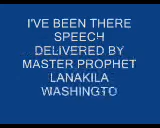 I'VE BEEN THERE
SPEECH
DELIVERED BY
MASTER PROPHET
LANAKILA
WASHINGTO